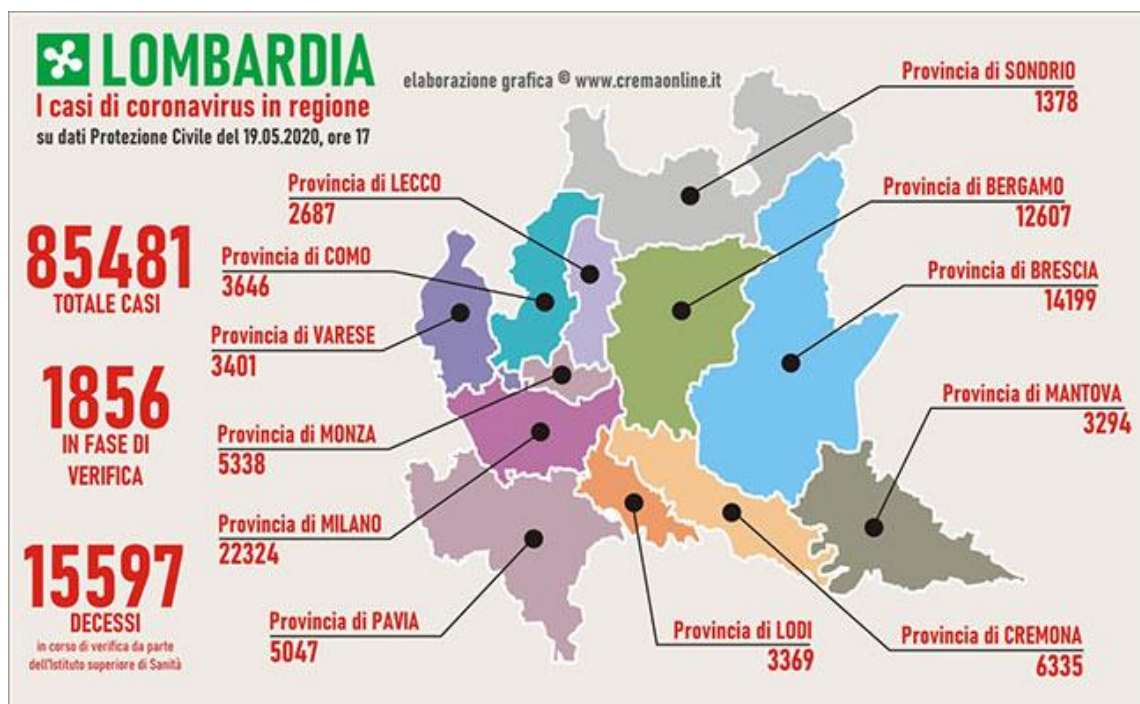 LOMBARDIA
I casi di coronavirus in regione
su dati Protezione Civile del 19.05.2020, ore 17
elaborazione grafica © www.cremaonline.it
85481
TOTALE CASI
1856
IN FASE DI
VERIFICA
15597
DECESSI
in corso di verifica da parte
dell'Istituto superiore di Sanità
Provincia di LECCO
2687
Provincia di COMO
3646
Provincia di VARESE
3401
Provincia di MONZA
5338
Provincia di MILANO
22324
Provincia di PAVIA
5047
Provincia di SONDRIO
1378
Provincia di BERGAMO
12607
Provincia di BRESCIA
14199
Provincia di MANTOVA
3294
Provincia di LODI
3369
Provincia di CREMONA
6335